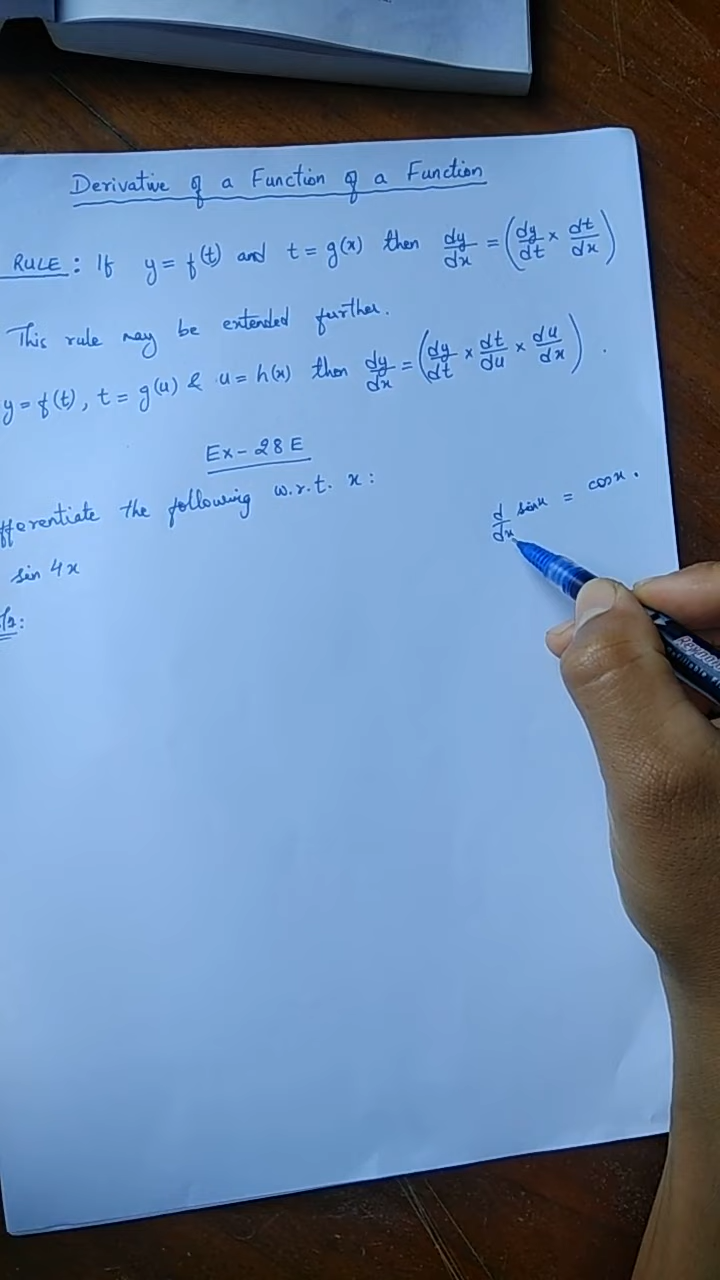 Derivative of a Function of a Function
RULE: If y = f(t) and t = g(x) then dy/dx = (dy/dt × dt/dx)
This rule may be extended further.
y = f(t), t = g(u) & u = h(x) then dy/dx = (dy/dt × dt/du × du/dx).
Ex-28E
fferentiate the following w.r.t. x:
d/dx sinx = cosx.
sin 4x